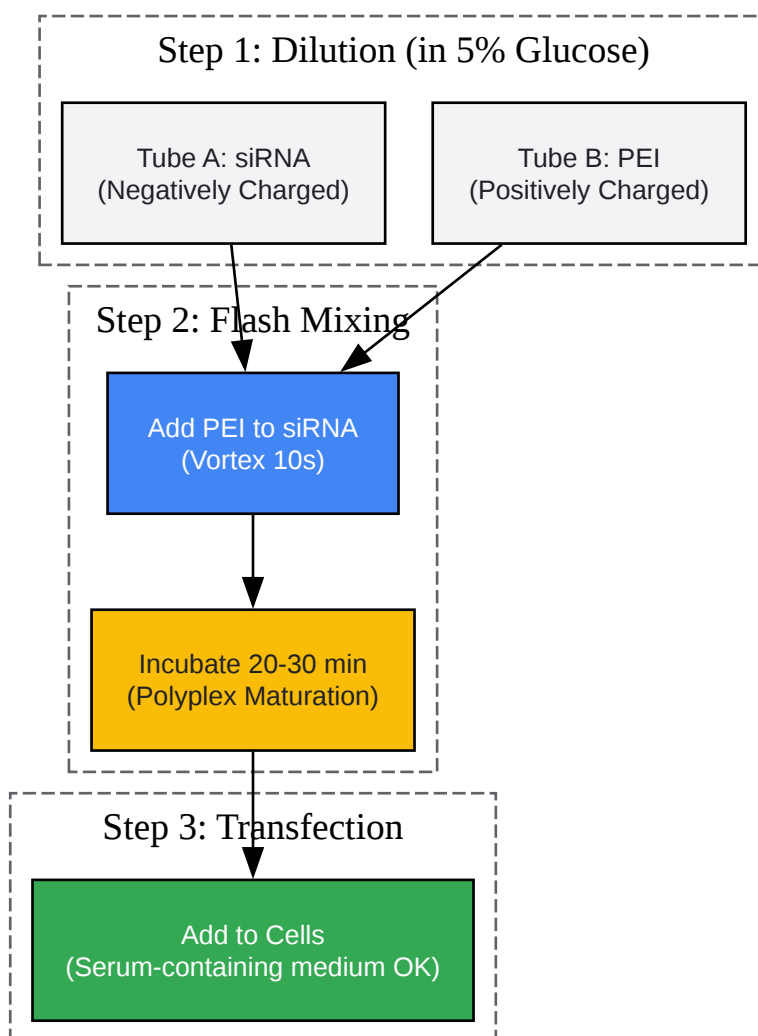 Step 1: Dilution (in 5% Glucose)
Tube A: siRNA
(Negatively Charged)
Tube B: PEI
(Positively Charged)
Step 2: Flash Mixing
Add PEI to siRNA
(Vortex 10s)
Incubate 20-30 min
(Polyplex Maturation)
Step 3: Transfection
Add to Cells
(Serum-containing medium OK)